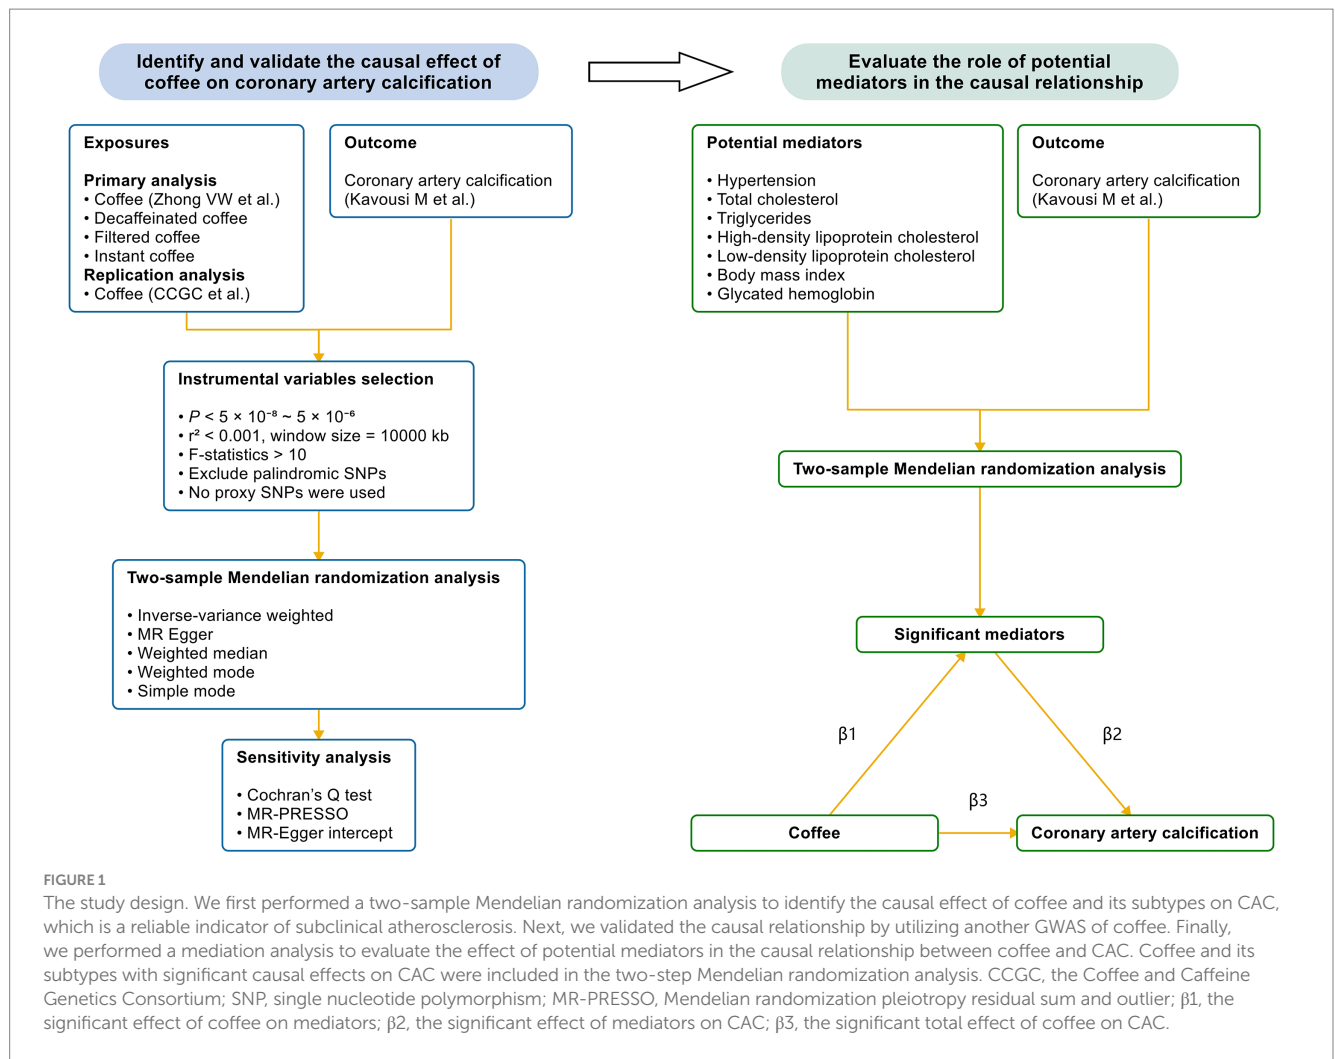 Identify and validate the causal effect of
coffee on coronary artery calcification
Evaluate the role of potential
mediators in the causal relationship
Exposures
Primary analysis
• Coffee (Zhong VW et al.)
• Decaffeinated coffee
• Filtered coffee
• Instant coffee
Replication analysis
• Coffee (CCGC et al.)
Outcome
Coronary artery calcification
(Kavousi M et al.)
Potential mediators
• Hypertension
• Total cholesterol
• Triglycerides
• High-density lipoprotein cholesterol
• Low-density lipoprotein cholesterol
• Body mass index
• Glycated hemoglobin
Outcome
Coronary artery calcification
(Kavousi M et al.)
Instrumental variables selection
• P < 5 × 10⁻⁸ ~ 5 × 10⁻⁶
• r² < 0.001, window size = 10000 kb
• F-statistics > 10
• Exclude palindromic SNPs
• No proxy SNPs were used
Two-sample Mendelian randomization analysis
• Inverse-variance weighted
• MR Egger
• Weighted median
• Weighted mode
• Simple mode
Sensitivity analysis
• Cochran's Q test
• MR-PRESSO
• MR-Egger intercept
Two-sample Mendelian randomization analysis
Significant mediators
β1
β2
β3
Coffee
Coronary artery calcification
FIGURE 1
The study design. We first performed a two-sample Mendelian randomization analysis to identify the causal effect of coffee and its subtypes on CAC,
which is a reliable indicator of subclinical atherosclerosis. Next, we validated the causal relationship by utilizing another GWAS of coffee. Finally,
we performed a mediation analysis to evaluate the effect of potential mediators in the causal relationship between coffee and CAC. Coffee and its
subtypes with significant causal effects on CAC were included in the two-step Mendelian randomization analysis. CCGC, the Coffee and Caffeine
Genetics Consortium; SNP, single nucleotide polymorphism; MR-PRESSO, Mendelian randomization pleiotropy residual sum and outlier; β1, the
significant effect of coffee on mediators; β2, the significant effect of mediators on CAC; β3, the significant total effect of coffee on CAC.